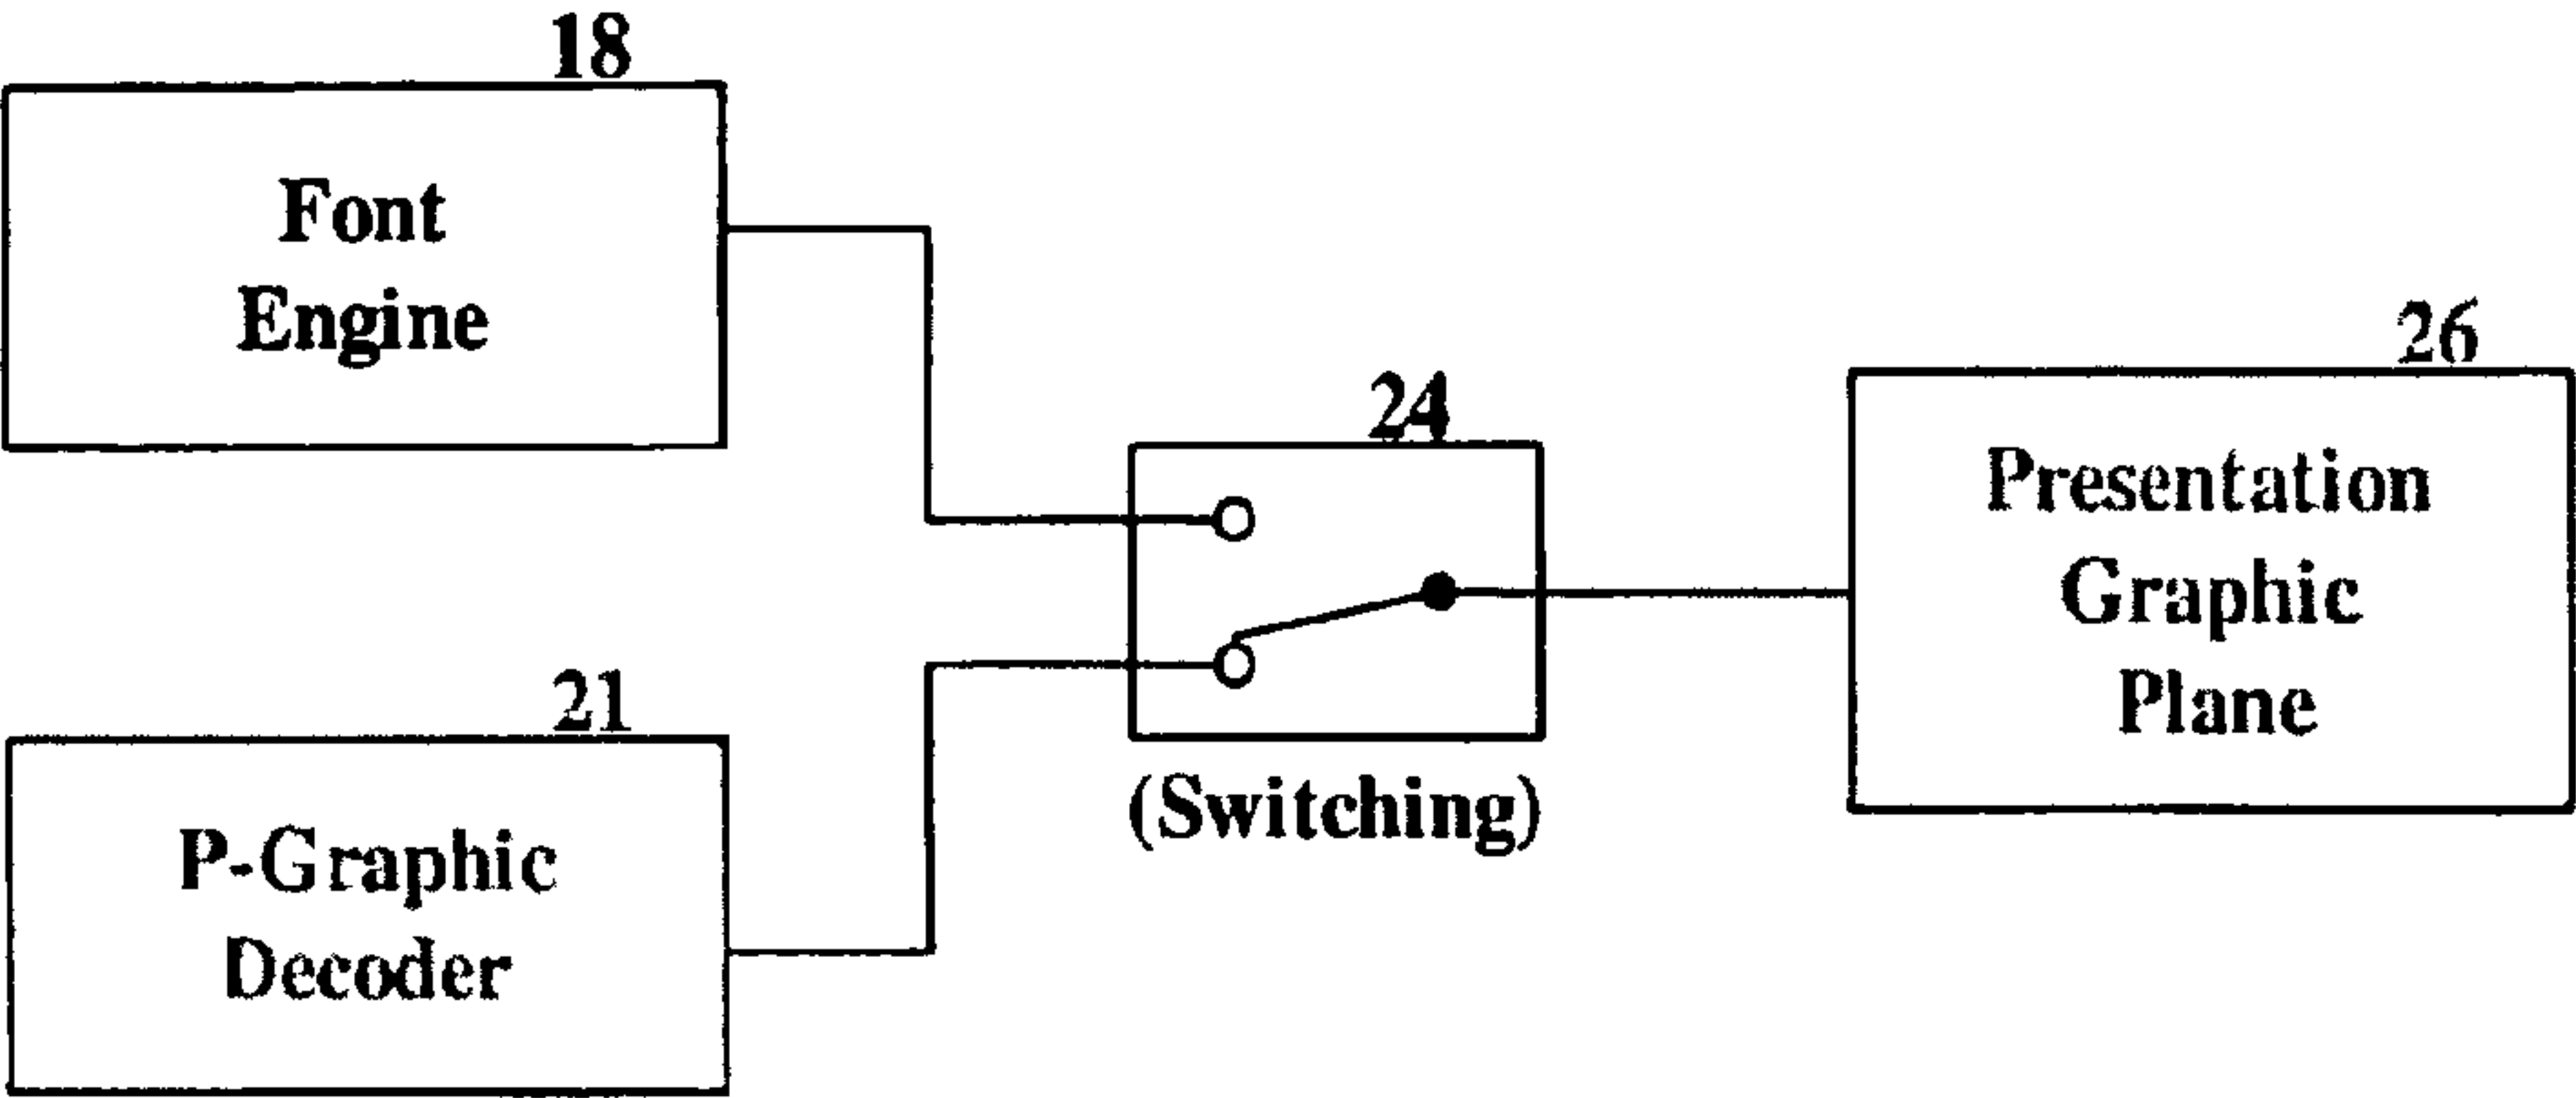 18
Font
Engine
24
26
Presentation
Graphic
Plane
(Switching)
21
P-Graphic
Decoder